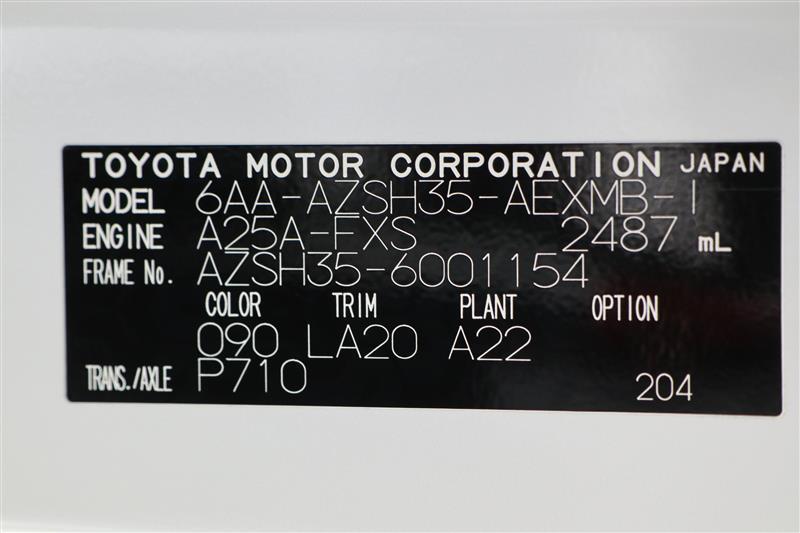 TOYOTA MOTOR CORPORATION JAPAN
MODEL 6AA-AZSH35-AEXMB-I
ENGINE A25A-FXS 2487 mL
FRAME No. AZSH35-6001154
COLOR TRIM PLANT OPTION
090 LA20 A22
TRANS./AXLE P710 204